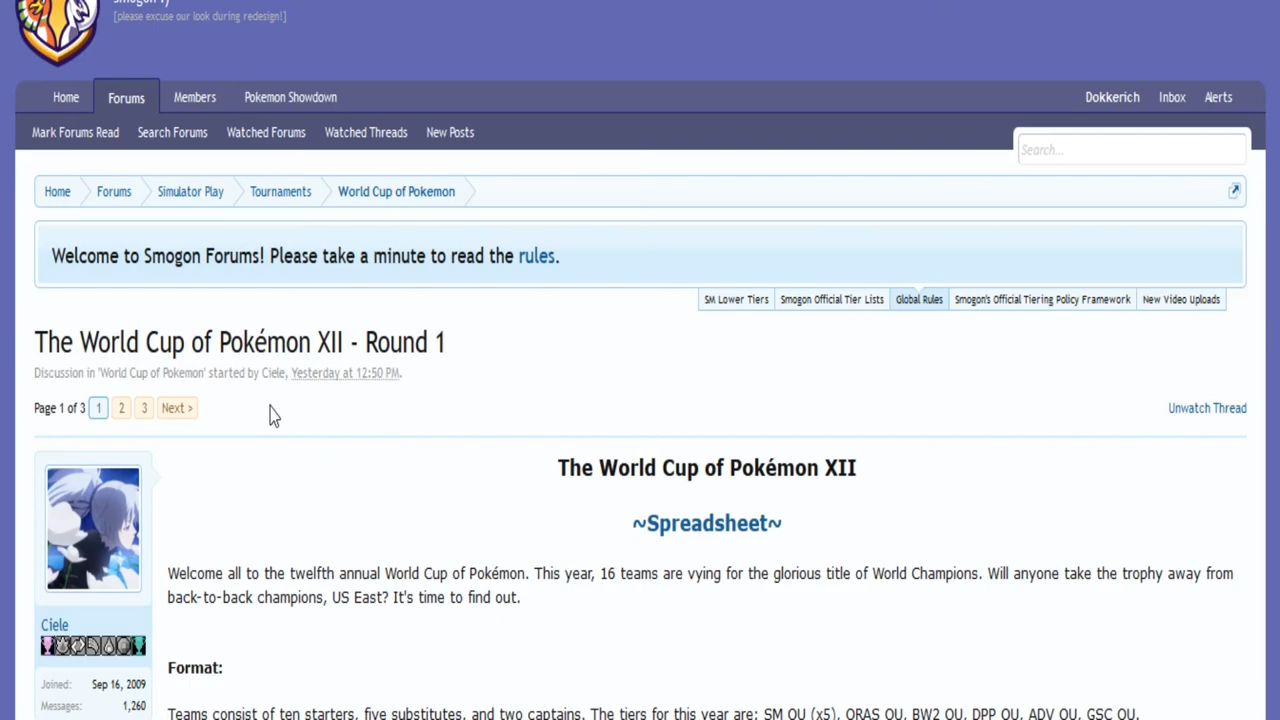 [please excuse our look during redesign!]
Home Forums Members Pokemon Showdown Dokkerich Inbox Alerts
Mark Forums Read Search Forums Watched Forums Watched Threads New Posts
Search...
Home Forums Simulator Play Tournaments World Cup of Pokemon
Welcome to Smogon Forums! Please take a minute to read the rules.
SM Lower Tiers Smogon Official Tier Lists Global Rules Smogon's Official Tiering Policy Framework New Video Uploads
The World Cup of Pokémon XII - Round 1
Discussion in 'World Cup of Pokemon' started by Ciele, Yesterday at 12:50 PM.
Page 1 of 3 1 2 3 Next > Unwatch Thread
The World Cup of Pokémon XII
~Spreadsheet~
Welcome all to the twelfth annual World Cup of Pokémon. This year, 16 teams are vying for the glorious title of World Champions. Will anyone take the trophy away from
back-to-back champions, US East? It's time to find out.
Ciele
Format:
Joined: Sep 16, 2009
Messages: 1,260
Teams consist of ten starters, five substitutes, and two captains. The tiers for this year are: SM OU (x5), ORAS OU, BW2 OU, DPP OU, ADV OU, GSC OU.